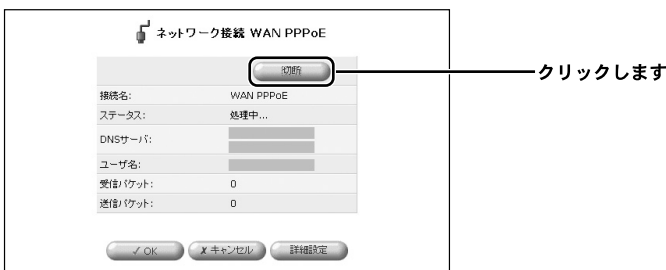 ネットワーク接続 WAN PPPoE
切断
クリックします
接続名: WAN PPPoE
ステータス: 処理中...
DNSサーバ:
ユーザ名:
受信パケット: 0
送信パケット: 0
√ OK
X キャンセル
詳細設定